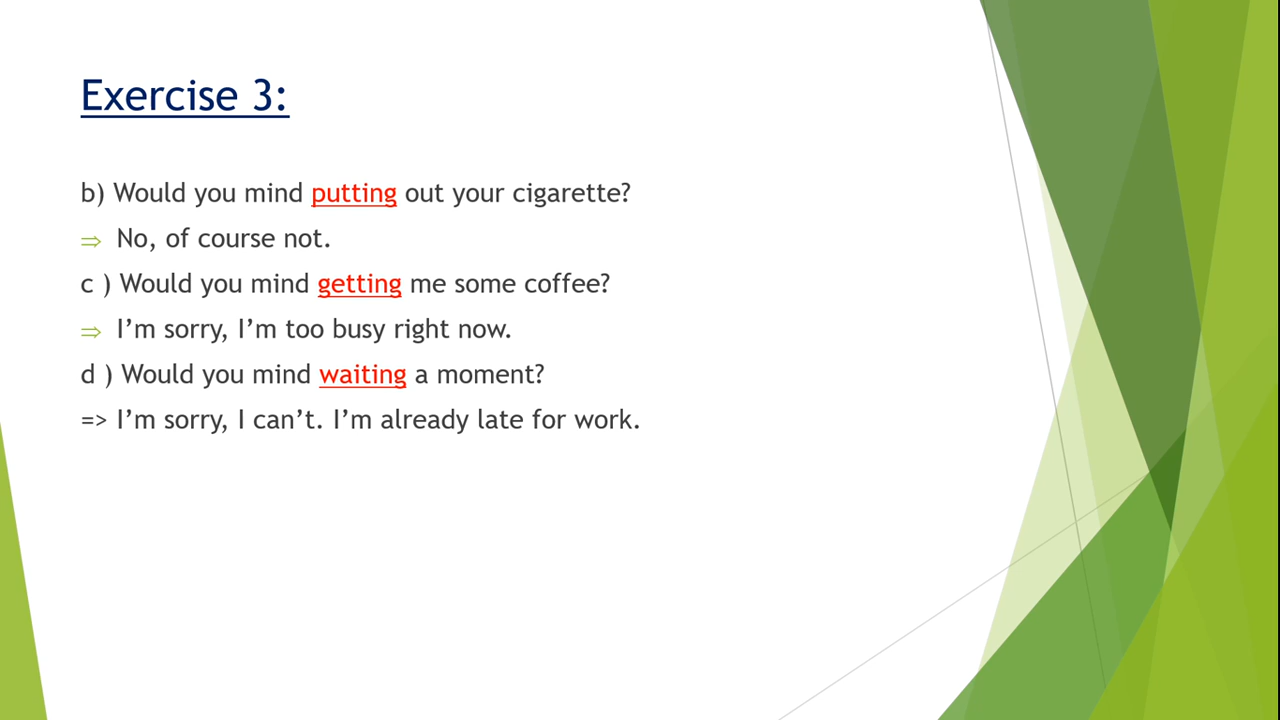 Exercise 3:
b) Would you mind putting out your cigarette?
⇒ No, of course not.
c ) Would you mind getting me some coffee?
⇒ I’m sorry, I’m too busy right now.
d ) Would you mind waiting a moment?
=> I’m sorry, I can’t. I’m already late for work.